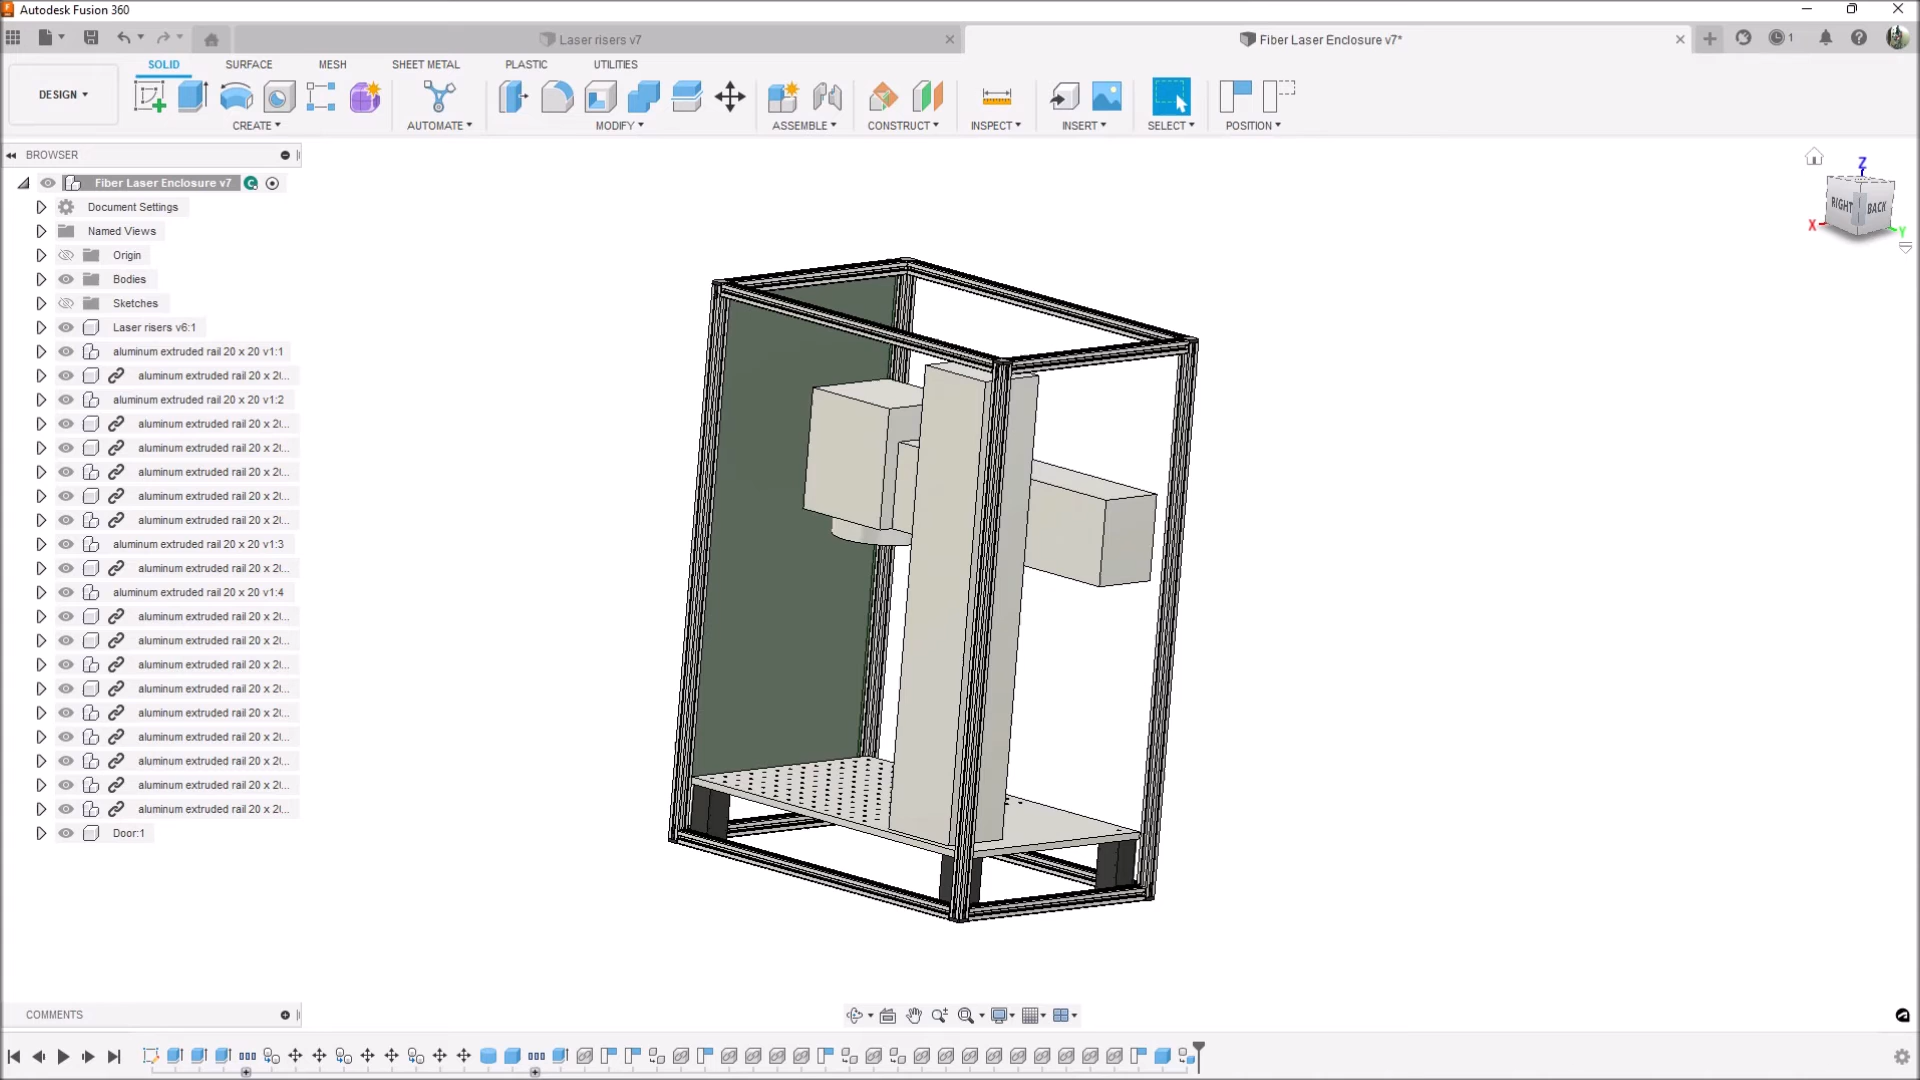 Autodesk Fusion 360
Laser risers v7
Fiber Laser Enclosure v7*
1
DESIGN
SOLID
SURFACE
MESH
SHEET METAL
PLASTIC
UTILITIES
CREATE
AUTOMATE
MODIFY
ASSEMBLE
CONSTRUCT
INSPECT
INSERT
SELECT
POSITION
BROWSER
Fiber Laser Enclosure v7
Document Settings
Named Views
Origin
Bodies
Sketches
Laser risers v6:1
aluminum extruded rail 20 x 20 v1:1
aluminum extruded rail 20 x 2(...
aluminum extruded rail 20 x 20 v1:2
aluminum extruded rail 20 x 2(...
aluminum extruded rail 20 x 2(...
aluminum extruded rail 20 x 2(...
aluminum extruded rail 20 x 2(...
aluminum extruded rail 20 x 2(...
aluminum extruded rail 20 x 20 v1:3
aluminum extruded rail 20 x 2(...
aluminum extruded rail 20 x 20 v1:4
aluminum extruded rail 20 x 2(...
aluminum extruded rail 20 x 2(...
aluminum extruded rail 20 x 2(...
aluminum extruded rail 20 x 2(...
aluminum extruded rail 20 x 2(...
aluminum extruded rail 20 x 2(...
aluminum extruded rail 20 x 2(...
aluminum extruded rail 20 x 2(...
aluminum extruded rail 20 x 2(...
Door:1
Z
RIGHT
BACK
X
Y
COMMENTS